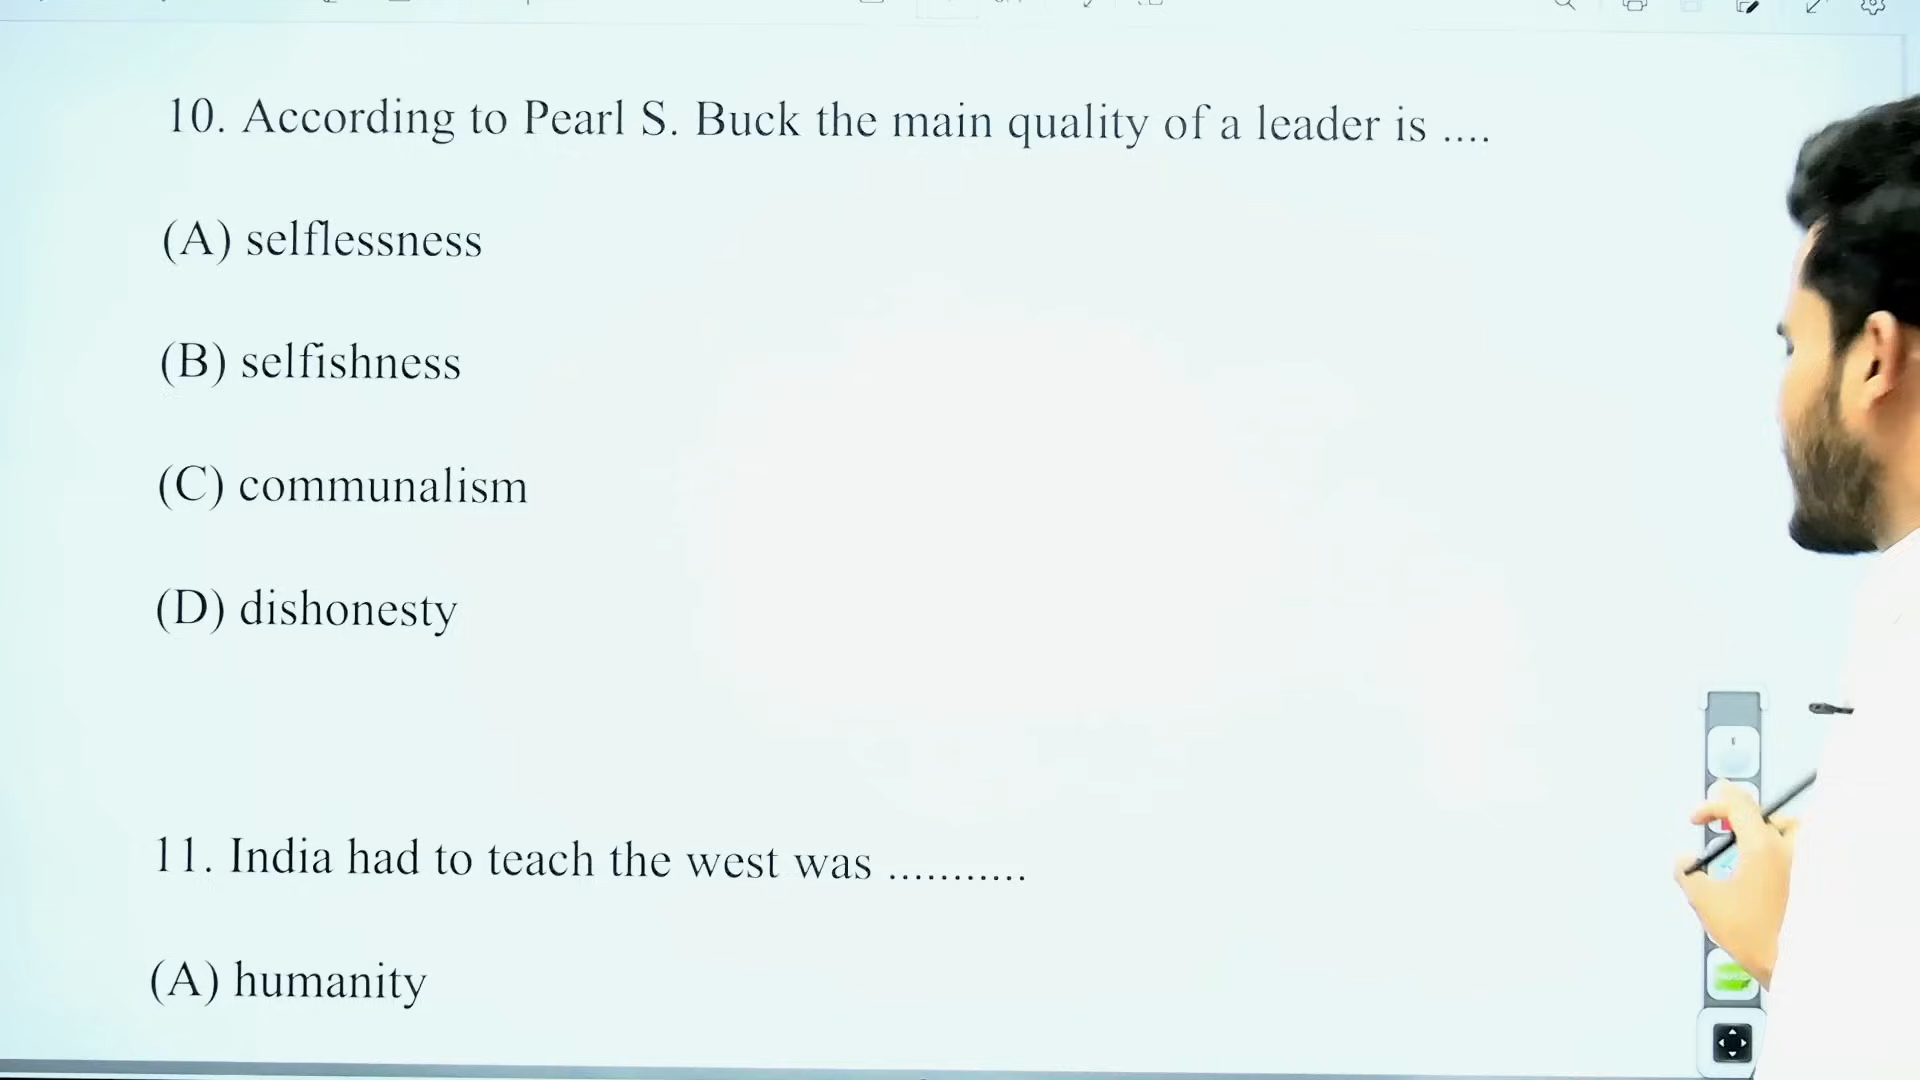 10. According to Pearl S. Buck the main quality of a leader is ....
(A) selflessness
(B) selfishness
(C) communalism
(D) dishonesty
11. India had to teach the west was ...........
(A) humanity